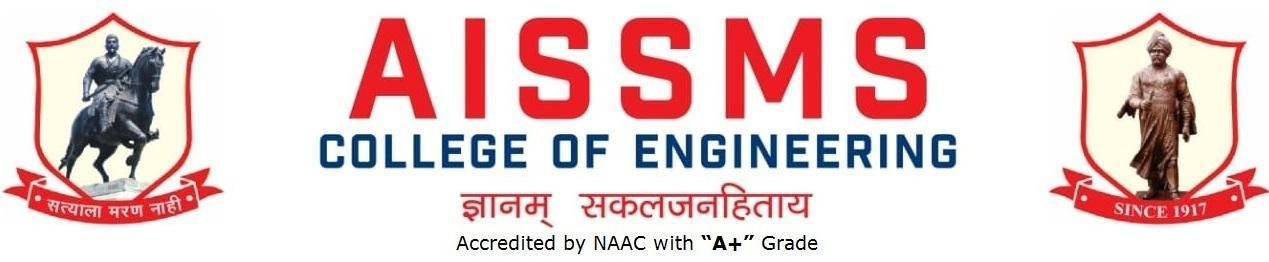 AISSMS
COLLEGE OF ENGINEERING
ज्ञानम् सकलजनहिताय
Accredited by NAAC with “A+” Grade
सत्याला मरण नाही
SINCE 1917